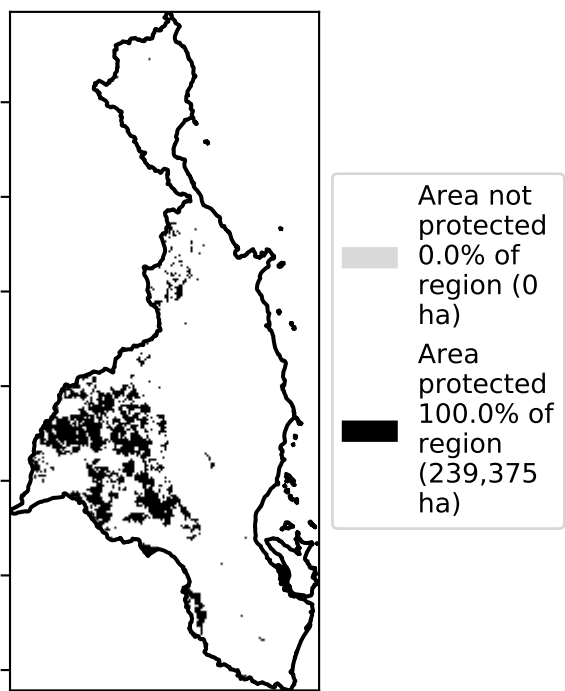 Area not
protected
0.0% of
region (0
ha)
Area
protected
100.0% of
region
(239,375
ha)